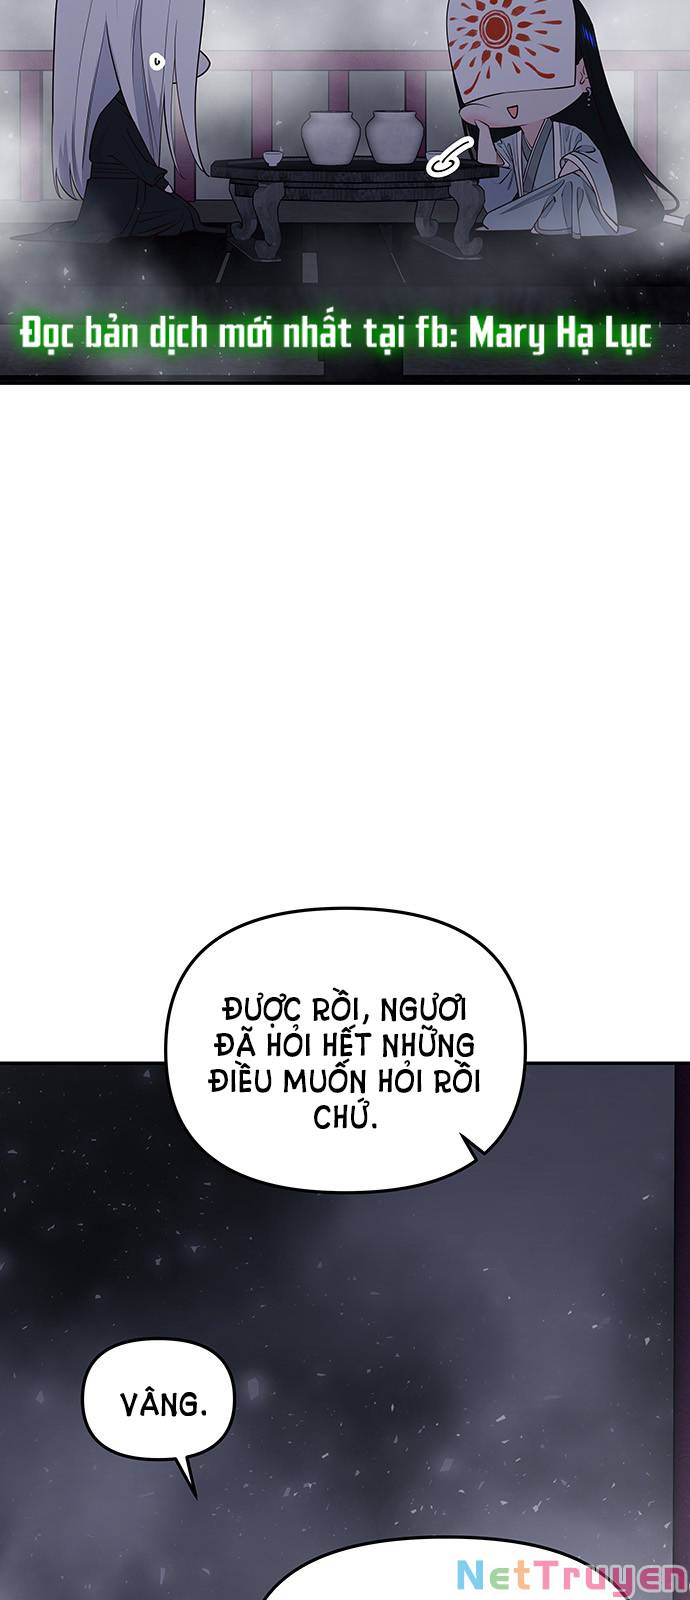 Đọc bản dịch mới nhất tại fb: Mary Hạ Lục
ĐƯỢC RỒI, NGƯƠI
ĐÃ HỎI HẾT NHỮNG
ĐIỀU MUỐN HỎI RỒI
CHỨ.
VÂNG.
NetTruyen